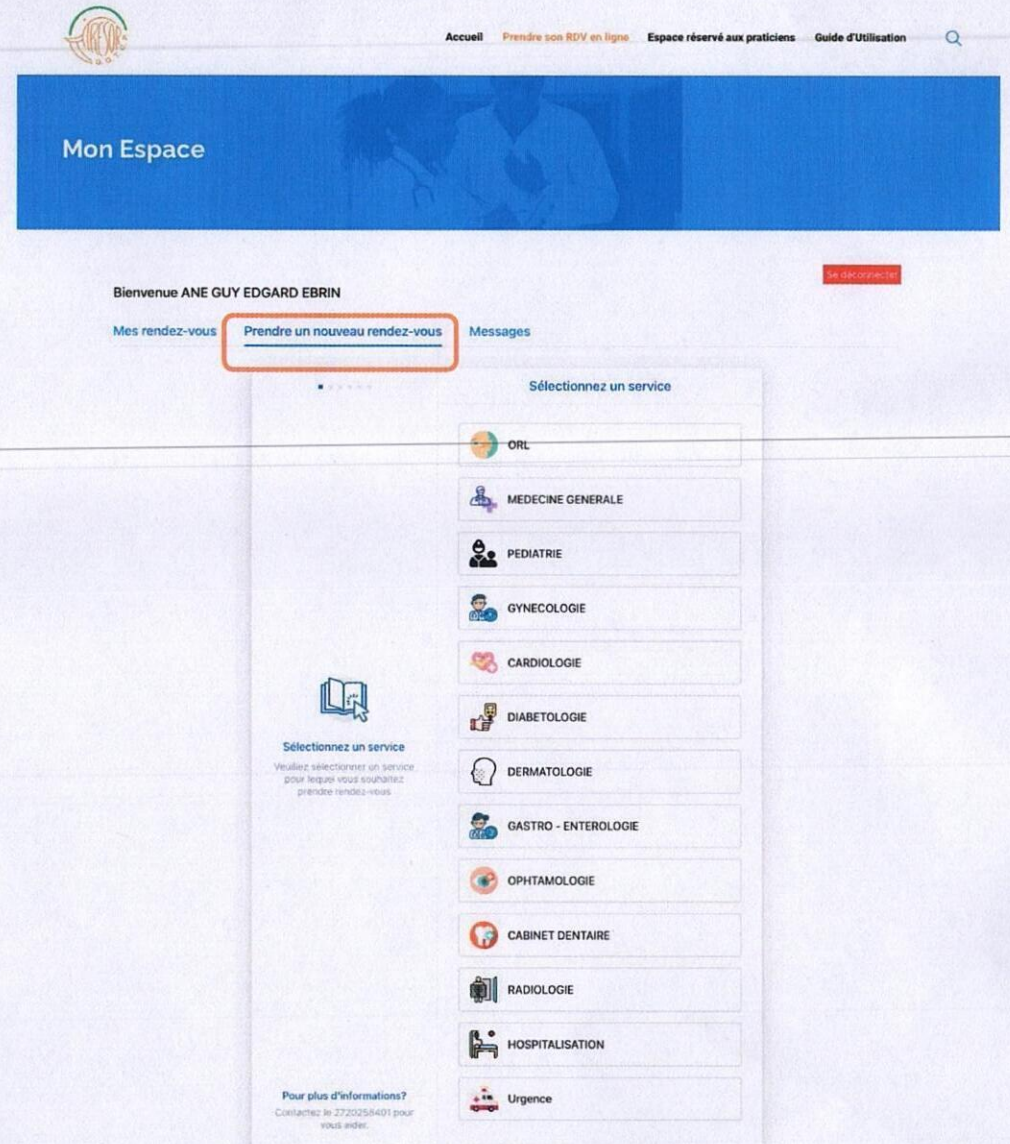 TRESOR
Accueil Prendre son RDV en ligne Espace réservé aux praticiens Guide d'Utilisation
Mon Espace
Se déconnecter
Bienvenue ANE GUY EDGARD EBRIN
Mes rendez-vous Prendre un nouveau rendez-vous Messages
Sélectionnez un service
ORL
MEDECINE GENERALE
PEDIATRIE
GYNECOLOGIE
CARDIOLOGIE
DIABETOLOGIE
Sélectionnez un service
Veuillez sélectionner un service
pour lequel vous souhaitez
prendre rendez-vous
DERMATOLOGIE
GASTRO - ENTEROLOGIE
OPHTAMOLOGIE
CABINET DENTAIRE
RADIOLOGIE
HOSPITALISATION
Urgence
Pour plus d'informations?
Contactez le 2720258401 pour
vous aider.